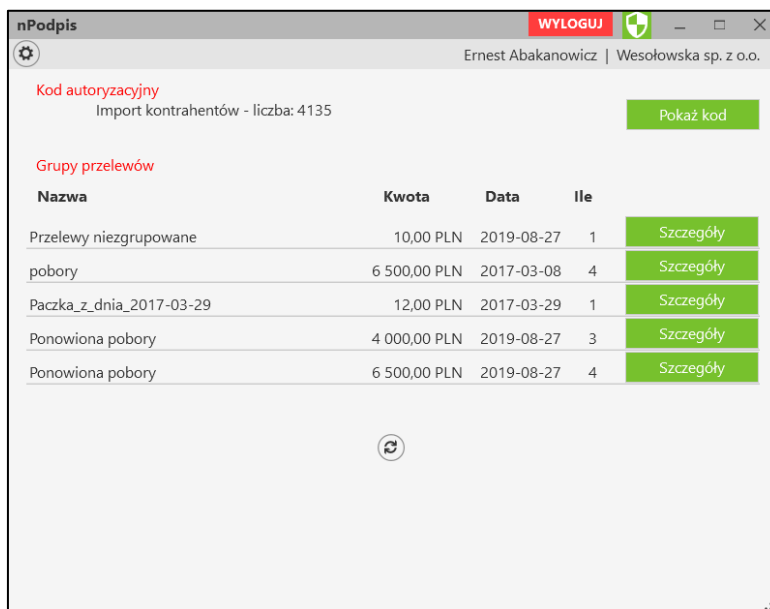 nPodpis WYLOGUJ
Ernest Abakanowicz | Wesołowska sp. z o.o.
Kod autoryzacyjny
Import kontrahentów - liczba: 4135 Pokaż kod
Grupy przelewów
Nazwa Kwota Data Ile
Przelewy niezgrupowane 10,00 PLN 2019-08-27 1 Szczegóły
pobory 6 500,00 PLN 2017-03-08 4 Szczegóły
Paczka_z_dnia_2017-03-29 12,00 PLN 2017-03-29 1 Szczegóły
Ponowiona pobory 4 000,00 PLN 2019-08-27 3 Szczegóły
Ponowiona pobory 6 500,00 PLN 2019-08-27 4 Szczegóły